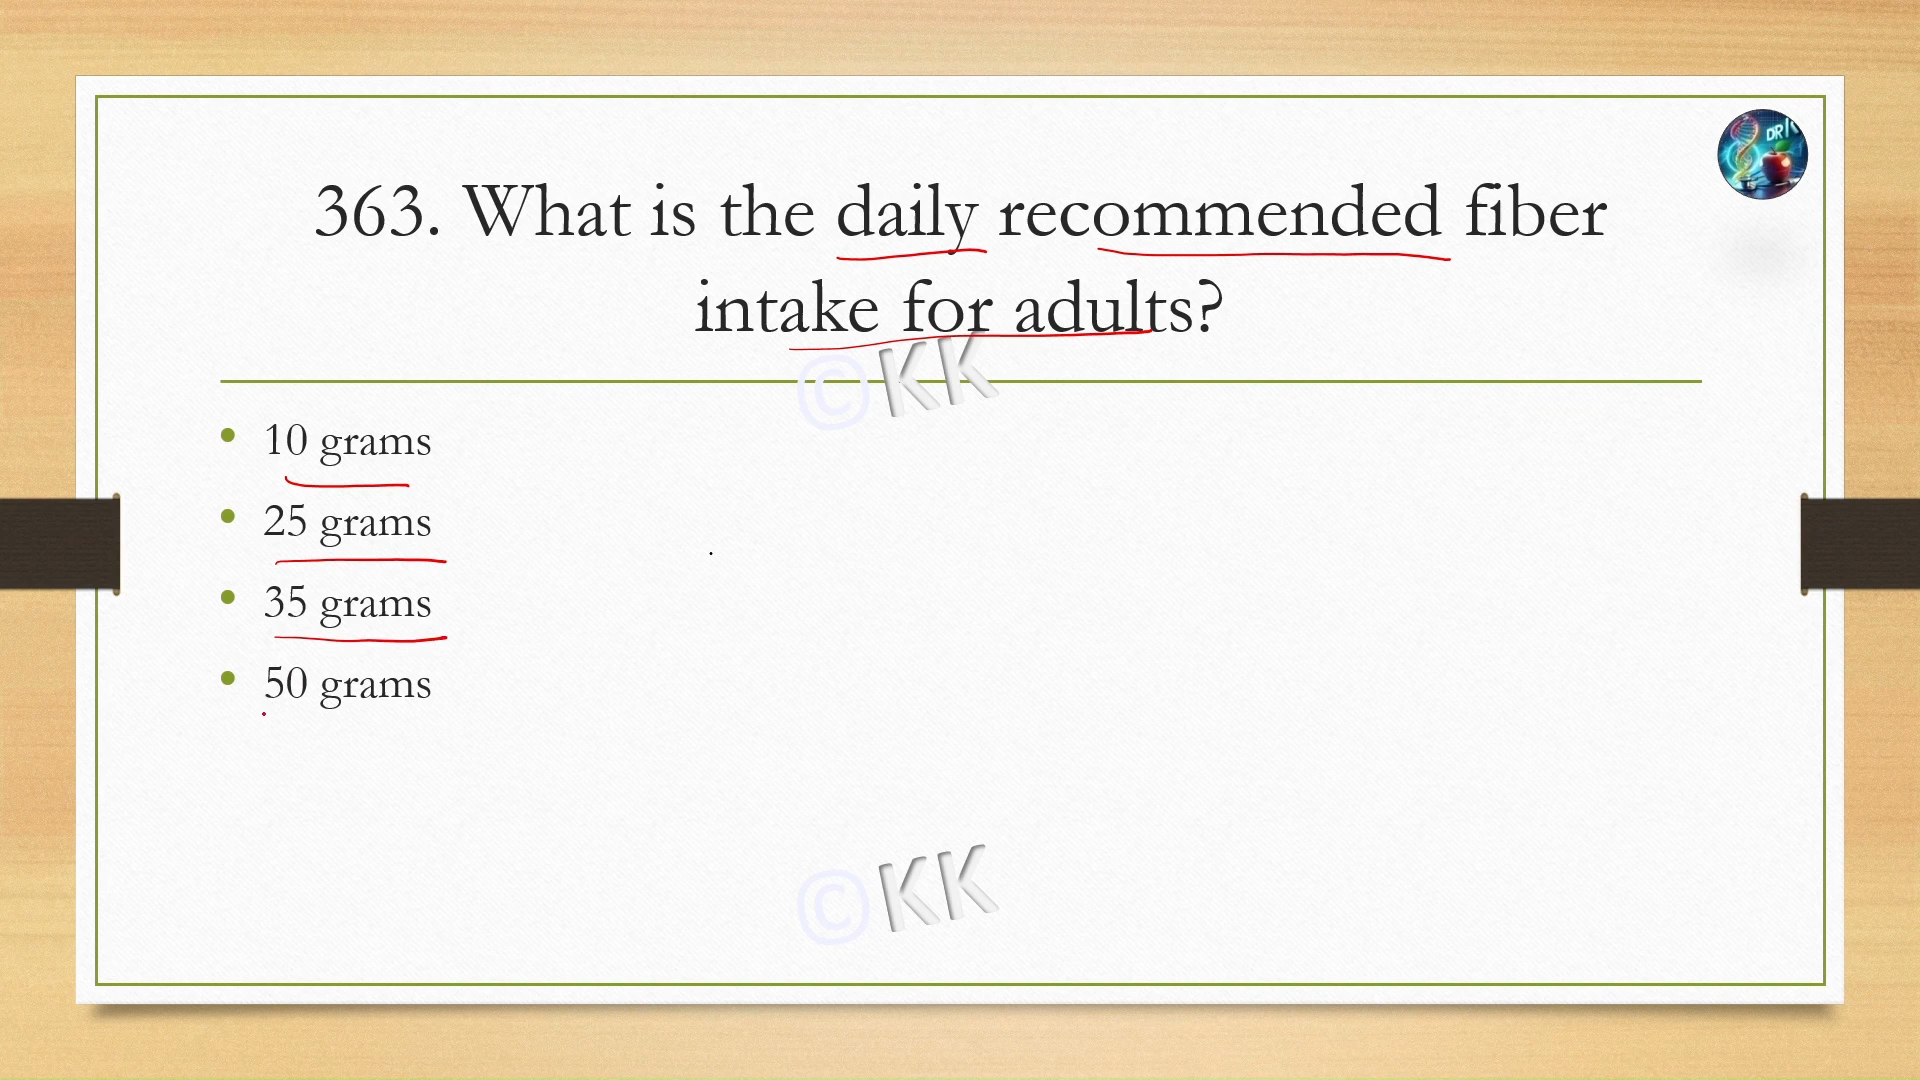 DR
363. What is the daily recommended fiber
intake for adults?
©KK
• 10 grams
• 25 grams
• 35 grams
• 50 grams
©KK